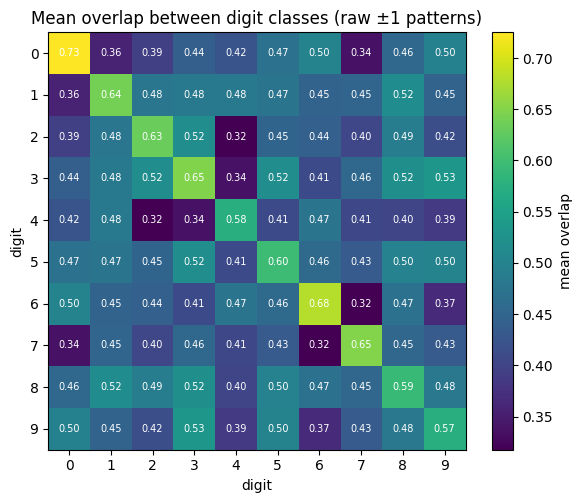 Mean overlap between digit classes (raw ±1 patterns)
0 0.73 0.36 0.39 0.44 0.42 0.47 0.50 0.34 0.46 0.50
1 0.36 0.64 0.48 0.48 0.48 0.47 0.45 0.45 0.52 0.45
2 0.39 0.48 0.63 0.52 0.32 0.45 0.44 0.40 0.49 0.42
3 0.44 0.48 0.52 0.65 0.34 0.52 0.41 0.46 0.52 0.53
4 0.42 0.48 0.32 0.34 0.58 0.41 0.47 0.41 0.40 0.39
5 0.47 0.47 0.45 0.52 0.41 0.60 0.46 0.43 0.50 0.50
6 0.50 0.45 0.44 0.41 0.47 0.46 0.68 0.32 0.47 0.37
7 0.34 0.45 0.40 0.46 0.41 0.43 0.32 0.65 0.45 0.43
8 0.46 0.52 0.49 0.52 0.40 0.50 0.47 0.45 0.59 0.48
9 0.50 0.45 0.42 0.53 0.39 0.50 0.37 0.43 0.48 0.57
0 1 2 3 4 5 6 7 8 9
digit
digit
0.70
0.65
0.60
0.55
0.50
0.45
0.40
0.35
mean overlap